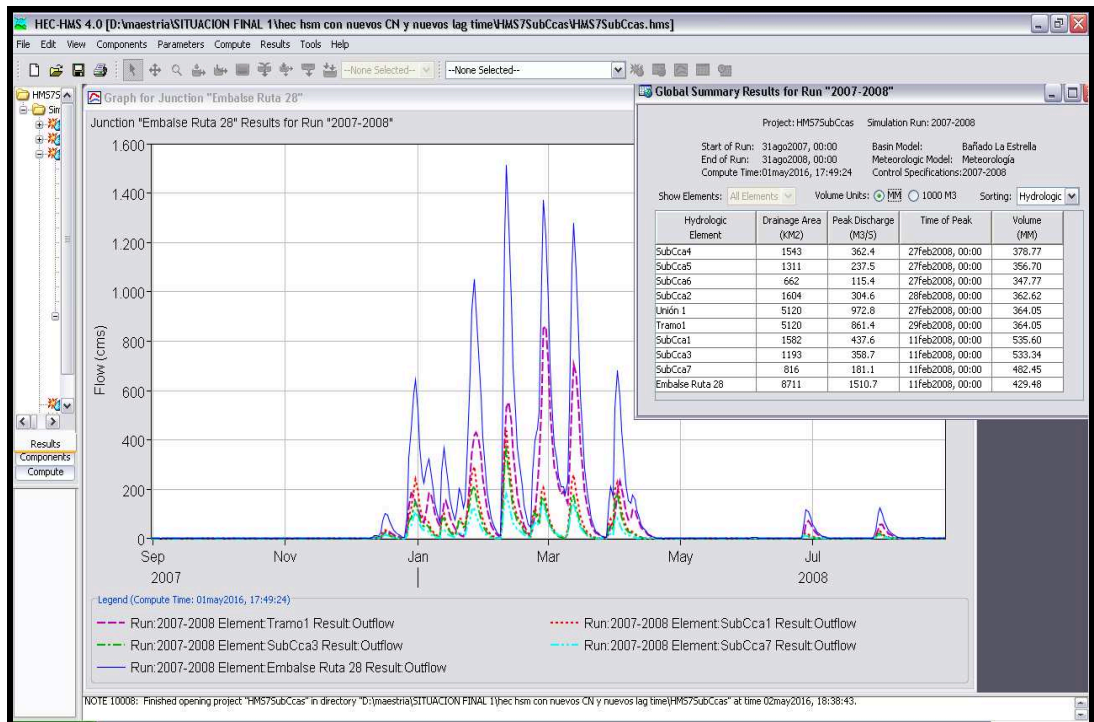 HEC-HMS 4.0 [D:\maestria\SITUACION FINAL 1\hec hsm con nuevos CN y nuevos lag time\HMS7SubCcas\HMS7SubCcas.hms]
File Edit View Components Parameters Compute Results Tools Help
--None Selected-- --None Selected--
HMS7S
Sim
Results
Components
Compute
Graph for Junction "Embalse Ruta 28"
Junction "Embalse Ruta 28" Results for Run "2007-2008"
Flow (cms)
1.600
1.400
1.200
1.000
800
600
400
200
0
Sep Nov Jan Mar May Jul
2007 2008
Legend (Compute Time: 01may2016, 17:49:24)
Run:2007-2008 Element:Tramo1 Result:Outflow Run:2007-2008 Element:SubCca1 Result:Outflow
Run:2007-2008 Element:SubCca3 Result:Outflow Run:2007-2008 Element:SubCca7 Result:Outflow
Run:2007-2008 Element:Embalse Ruta 28 Result:Outflow
Global Summary Results for Run "2007-2008"
Project: HMS7SubCcas Simulation Run: 2007-2008
Start of Run: 31ago2007, 00:00 Basin Model: Bañado La Estrella
End of Run: 31ago2008, 00:00 Meteorologic Model: Meteorología
Compute Time:01may2016, 17:49:24 Control Specifications:2007-2008
Show Elements: All Elements Volume Units: MM 1000 M3 Sorting: Hydrologic
Hydrologic Drainage Area Peak Discharge Time of Peak Volume
Element (KM2) (M3/S) (MM)
SubCca4 1543 362.4 27feb2008, 00:00 378.77
SubCca5 1311 237.5 27feb2008, 00:00 356.70
SubCca6 662 115.4 27feb2008, 00:00 347.77
SubCca2 1604 304.6 28feb2008, 00:00 362.62
Unión 1 5120 972.8 27feb2008, 00:00 364.05
Tramo1 5120 861.4 29feb2008, 00:00 364.05
SubCca1 1582 437.6 11feb2008, 00:00 535.60
SubCca3 1193 358.7 11feb2008, 00:00 533.34
SubCca7 816 181.1 11feb2008, 00:00 482.45
Embalse Ruta 28 8711 1510.7 11feb2008, 00:00 429.48
NOTE 10008: Finished opening project "HMS7SubCcas" in directory "D:\maestria\SITUACION FINAL 1\hec hsm con nuevos CN y nuevos lag time\HMS7SubCcas" at time 02may2016, 18:38:43.